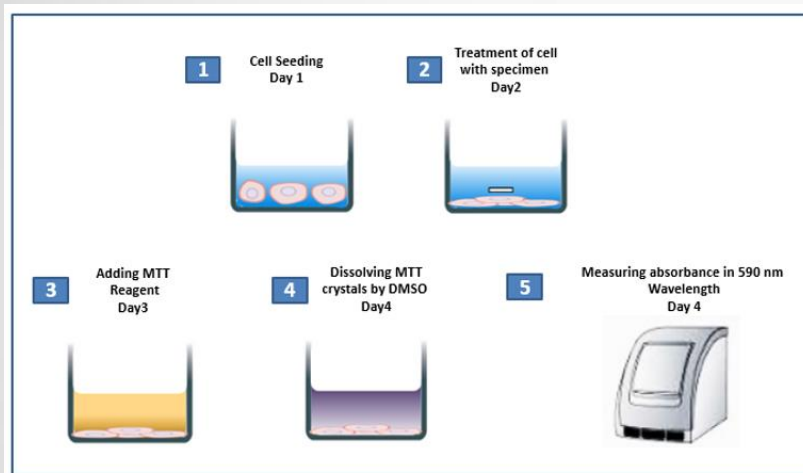 1
Cell Seeding
Day 1
2
Treatment of cell
with specimen
Day2
3
Adding MTT
Reagent
Day3
4
Dissolving MTT
crystals by DMSO
Day4
5
Measuring absorbance in 590 nm
Wavelength
Day 4